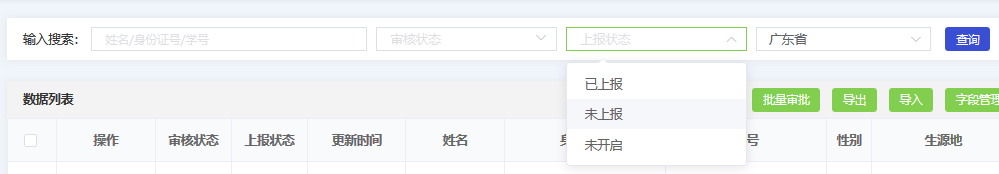 输入搜索： 姓名/身份证号/学号 审核状态 上报状态 广东省 查询
已上报
数据列表 批量审批 导出 导入 字段管理
未上报
操作 审核状态 上报状态 更新时间 姓名 号 性别 生源地
未开启